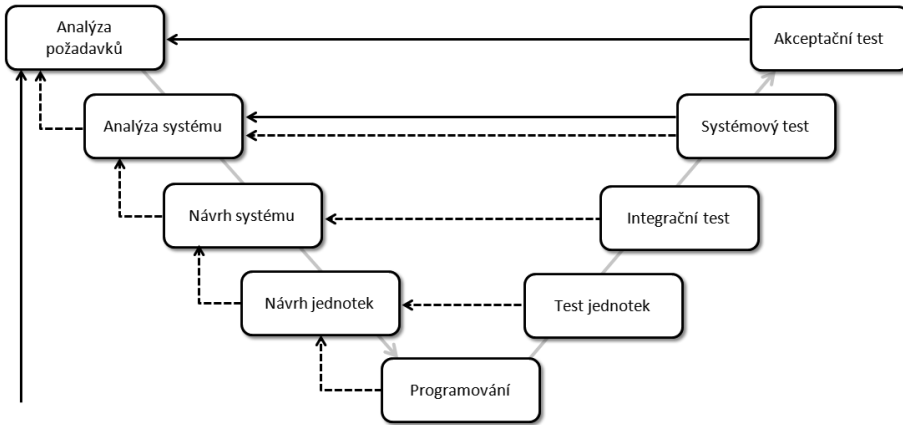 Analýza
požadavků
Akceptační test
Analýza systému
Systémový test
Návrh systému
Integrační test
Návrh jednotek
Test jednotek
Programování